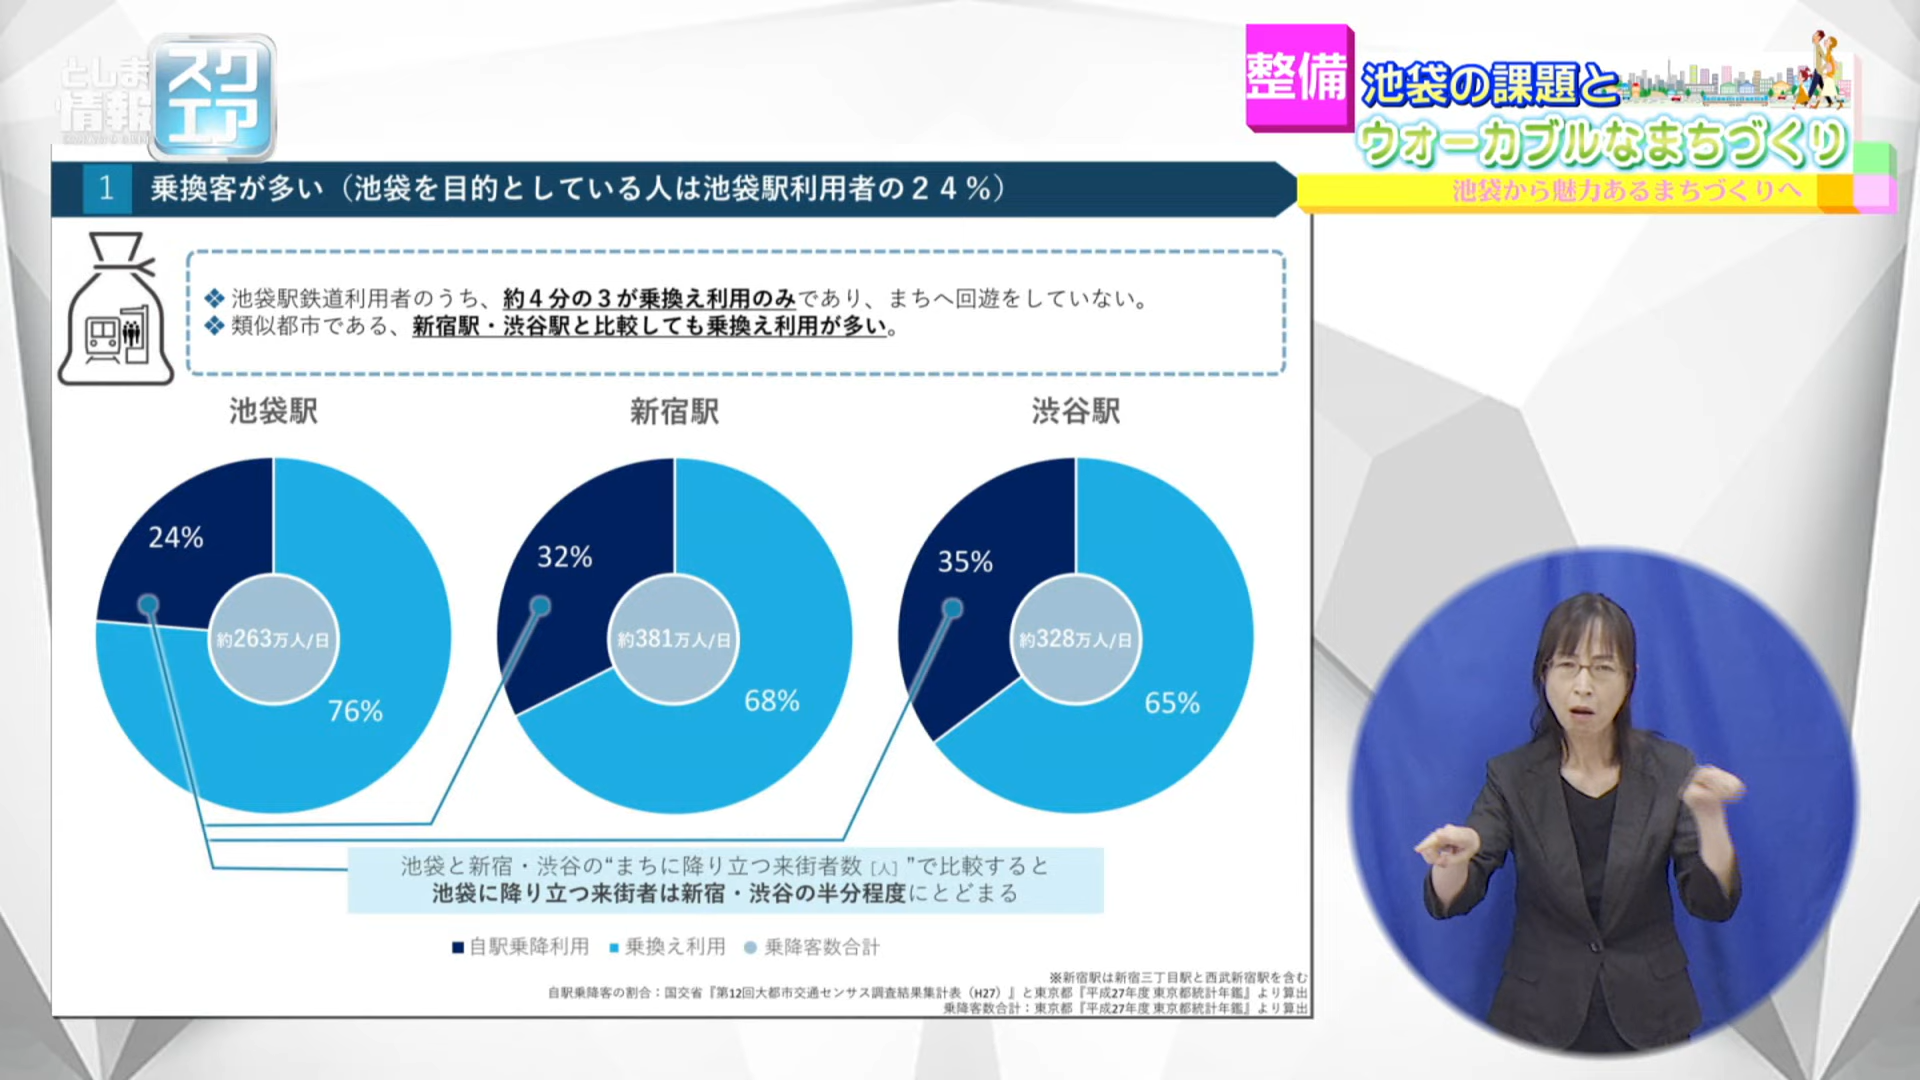 としま
情報
スク
エア
整備
池袋の課題と
ウォーカブルなまちづくり
池袋から魅力あるまちづくりへ
1 乗換客が多い（池袋を目的としている人は池袋駅利用者の２４％）
❖ 池袋駅鉄道利用者のうち、約４分の３が乗換え利用のみであり、まちへ回遊をしていない。
❖ 類似都市である、新宿駅・渋谷駅と比較しても乗換え利用が多い。
池袋駅
24%
約263万人/日
76%
新宿駅
32%
約381万人/日
68%
渋谷駅
35%
約328万人/日
65%
池袋と新宿・渋谷の“まちに降り立つ来街者数［人］”で比較すると
池袋に降り立つ来街者は新宿・渋谷の半分程度にとどまる
■自駅乗降利用 ■乗換え利用 ●乗降客数合計
※新宿駅は新宿三丁目駅と西武新宿駅を含む
自駅乗降客の割合：国交省『第12回大都市交通センサス調査結果集計表（H27）』と東京都『平成27年度 東京都統計年鑑』より算出
乗降客数合計：東京都『平成27年度 東京都統計年鑑』より算出